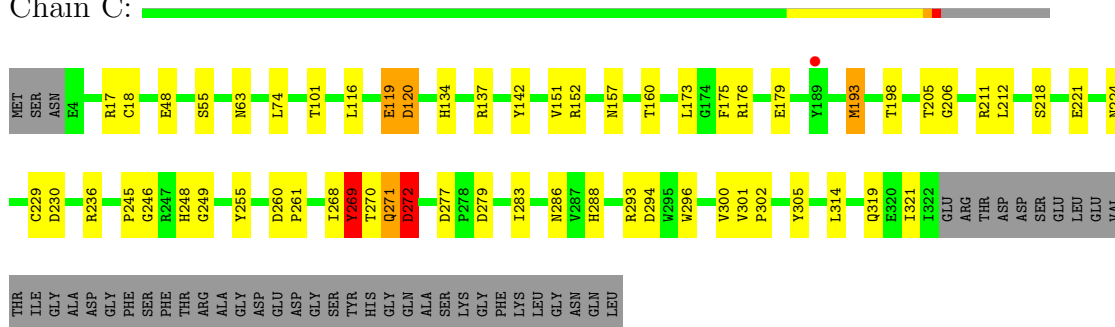 Chain C:
MET SER ASN E4 R17 C18 E48 S55 N63 L74 T101 L116 E119 D120 H134 R137 Y142 V151 R152 N157 T160 L173 G174 F175 R176 E179 Y189 M193 T198 T205 G206 R211 L212 S218 E221 N224
C229 D230 R236 P245 G246 R247 H248 G249 Y255 D260 P261 I268 Y269 T270 Q271 D272 D277 P278 D279 I283 N286 V287 H288 R293 D294 W295 W296 V300 V301 P302 Y305 L314 Q319 E320 I321 I322 GLU ARG THR ASP ASP SER GLU LEU GLU VAL
THR ILE GLY ALA ASP GLY PHE SER PHE THR ARG ALA GLY ASP GLU ASP GLY SER TYR HIS GLY GLN ALA SER LYS GLY PHE LYS LEU GLY ASN GLN LEU